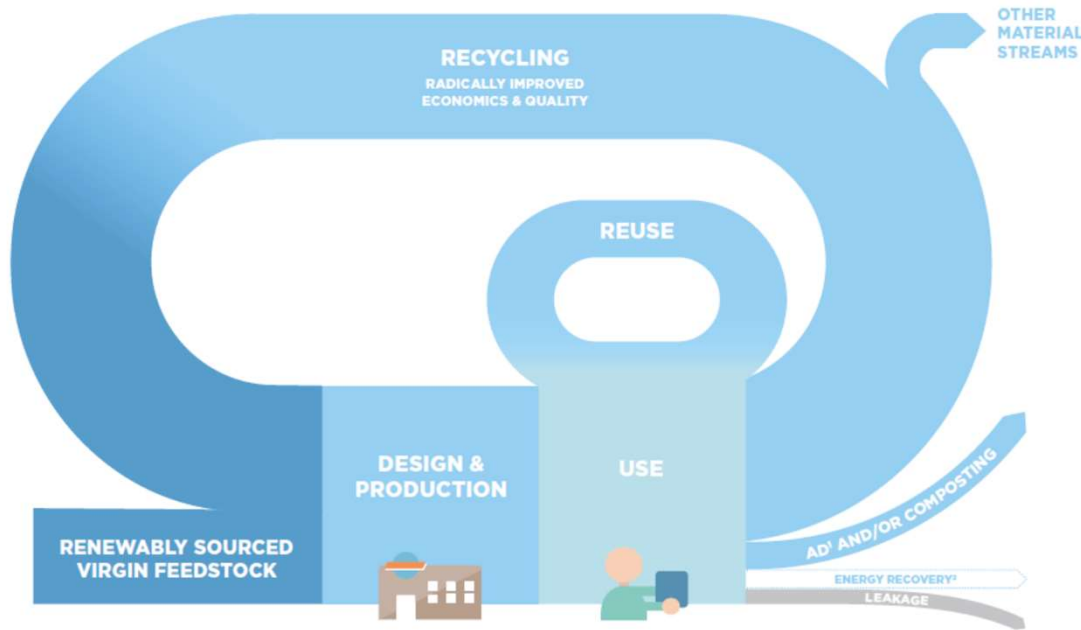 OTHER
MATERIAL
STREAMS
RECYCLING
RADICALLY IMPROVED
ECONOMICS & QUALITY
REUSE
DESIGN &
PRODUCTION
USE
AD¹ AND/OR COMPOSTING
RENEWABLY SOURCED
VIRGIN FEEDSTOCK
ENERGY RECOVERY²
LEAKAGE